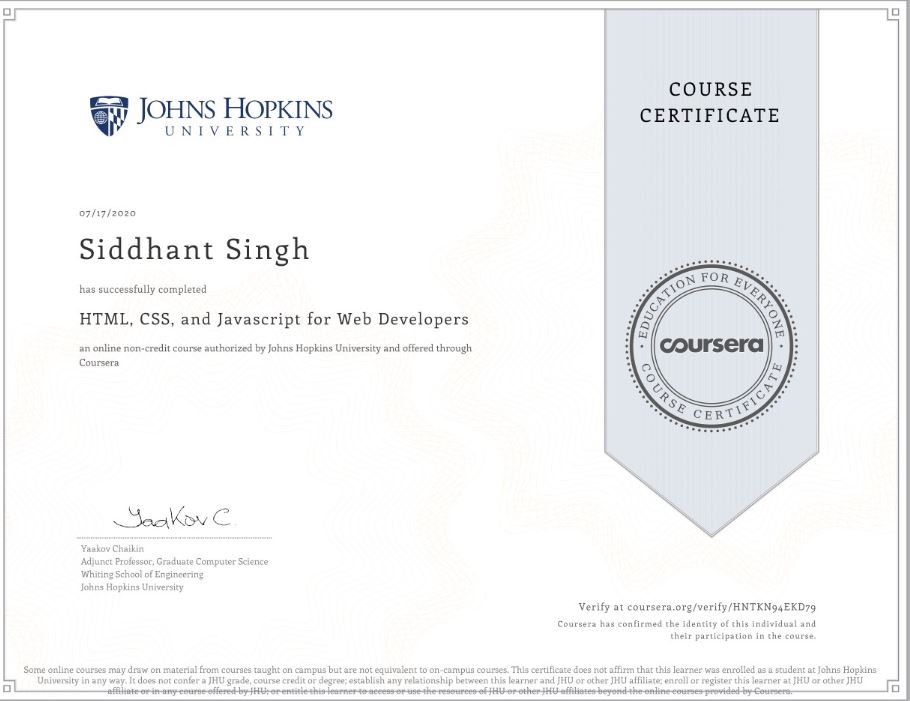 JOHNS HOPKINS
UNIVERSITY
COURSE
CERTIFICATE
07/17/2020
Siddhant Singh
has successfully completed
HTML, CSS, and Javascript for Web Developers
an online non-credit course authorized by Johns Hopkins University and offered through
Coursera
EDUCATION FOR EVERYONE
coursera
COURSE CERTIFICATE
Yaakov C.
Yaakov Chaikin
Adjunct Professor, Graduate Computer Science
Whiting School of Engineering
Johns Hopkins University
Verify at coursera.org/verify/HNTKN94EKD79
Coursera has confirmed the identity of this individual and
their participation in the course.
Some online courses may draw on material from courses taught on campus but are not equivalent to on-campus courses. This certificate does not affirm that this learner was enrolled as a student at Johns Hopkins
University in any way. It does not confer a JHU grade, course credit or degree; establish any relationship between this learner and JHU or other JHU affiliate; enroll or register this learner at JHU or other JHU
affiliate or in any course offered by JHU; or entitle this learner to access or use the resources of JHU or other JHU affiliates beyond the online courses provided by Coursera.